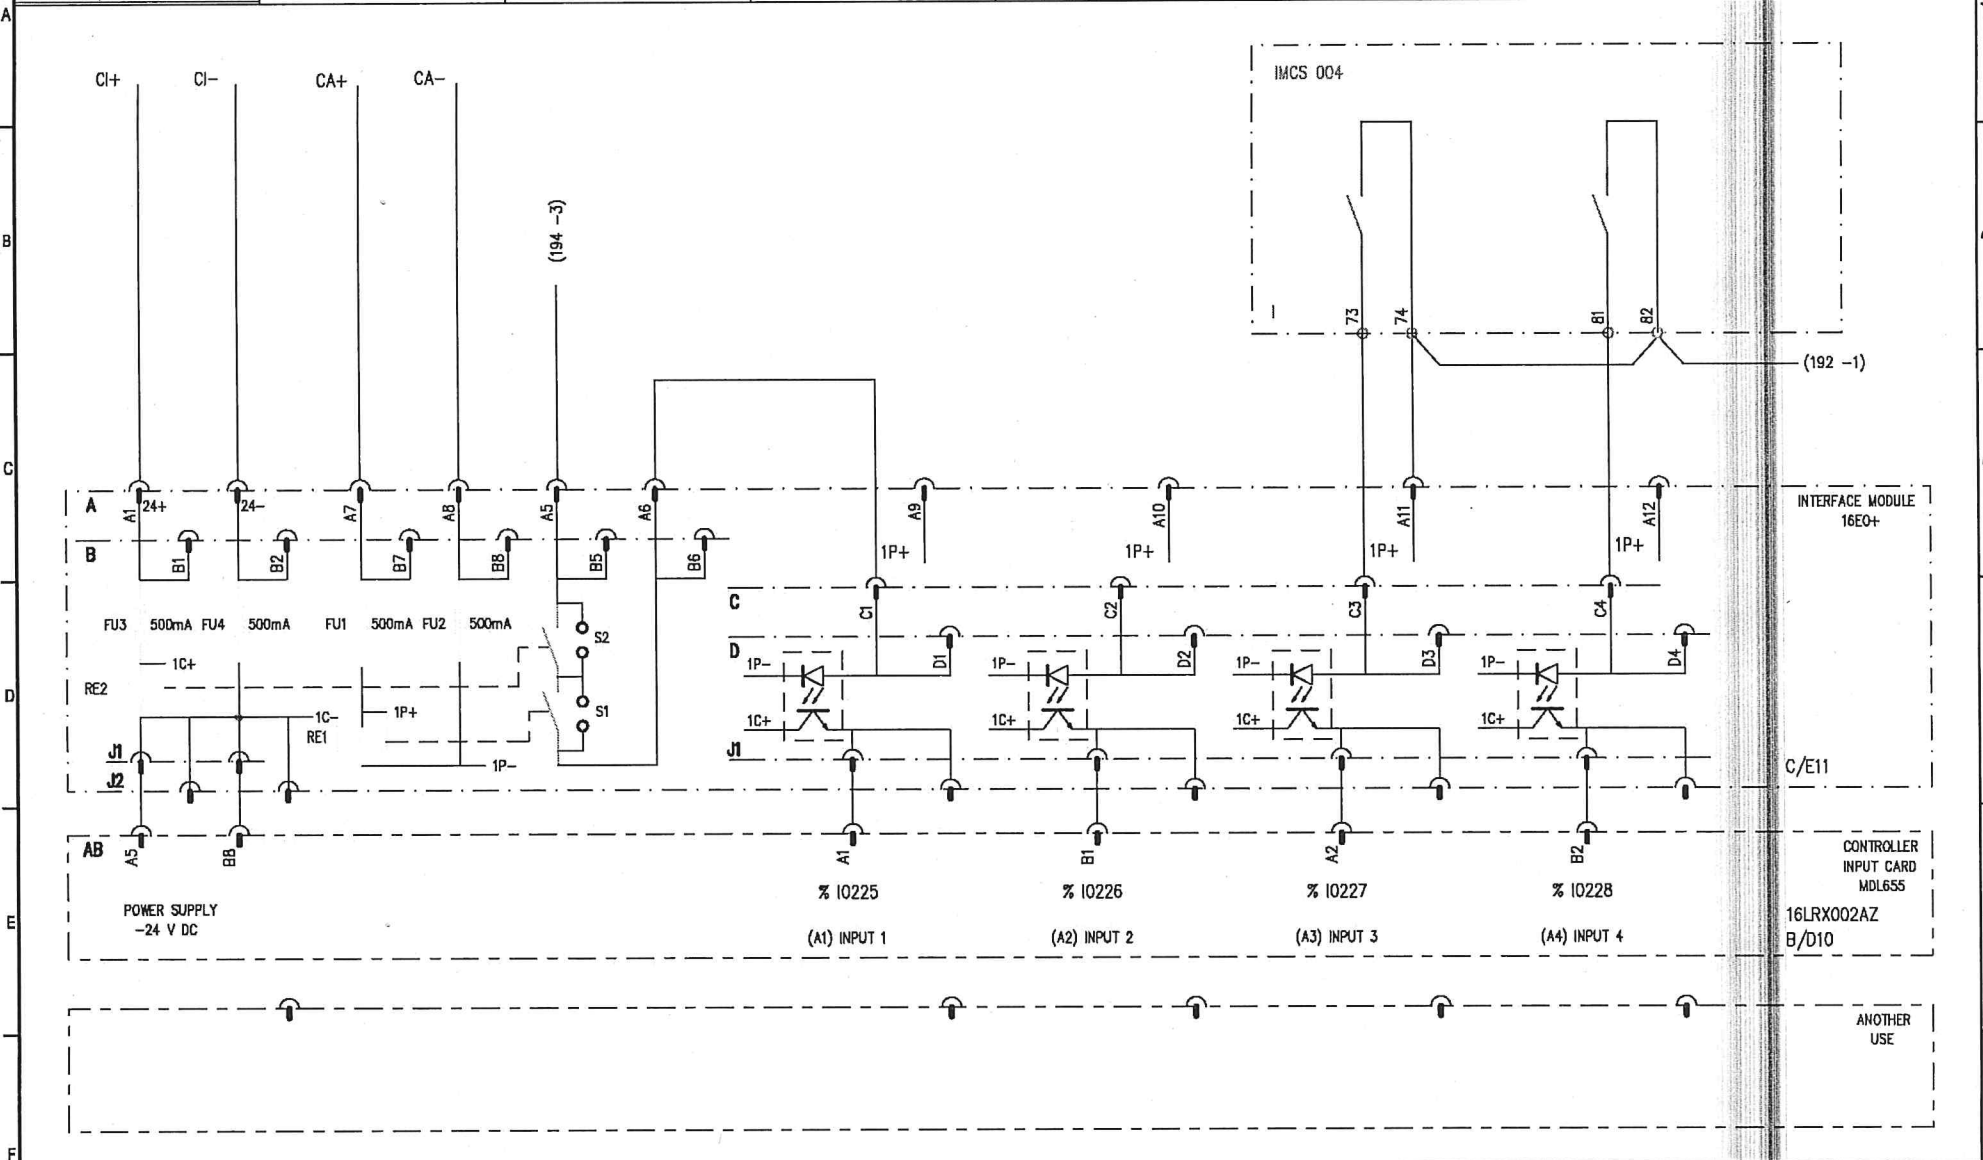 A
B
C
D
E
F
CI+
CI-
CA+
CA-
(194 -3)
IMCS 004
73
74
81
82
(192 -1)
A
A1
24+
24-
A7
A8
A5
A6
A9
A10
A11
A12
INTERFACE MODULE
16E0+
B
B1
B2
B7
B8
B5
B6
1P+
1P+
1P+
1P+
C
C1
C2
C3
C4
FU3 500mA FU4 500mA FU1 500mA FU2 500mA
S2
D
D1
D2
D3
D4
1C+
RE2
1P-
1P-
1P-
1P-
1P+
S1
1C-
RE1
1C+
1C+
1C+
1C+
J1
J2
1P-
J1
C/E11
AB
A5
B8
A1
B1
A2
B2
CONTROLLER
INPUT CARD
MDL655
% I0225
% I0226
% I0227
% I0228
POWER SUPPLY
-24 V DC
(A1) INPUT 1
(A2) INPUT 2
(A3) INPUT 3
(A4) INPUT 4
16LRX002AZ
B/D10
ANOTHER
USE